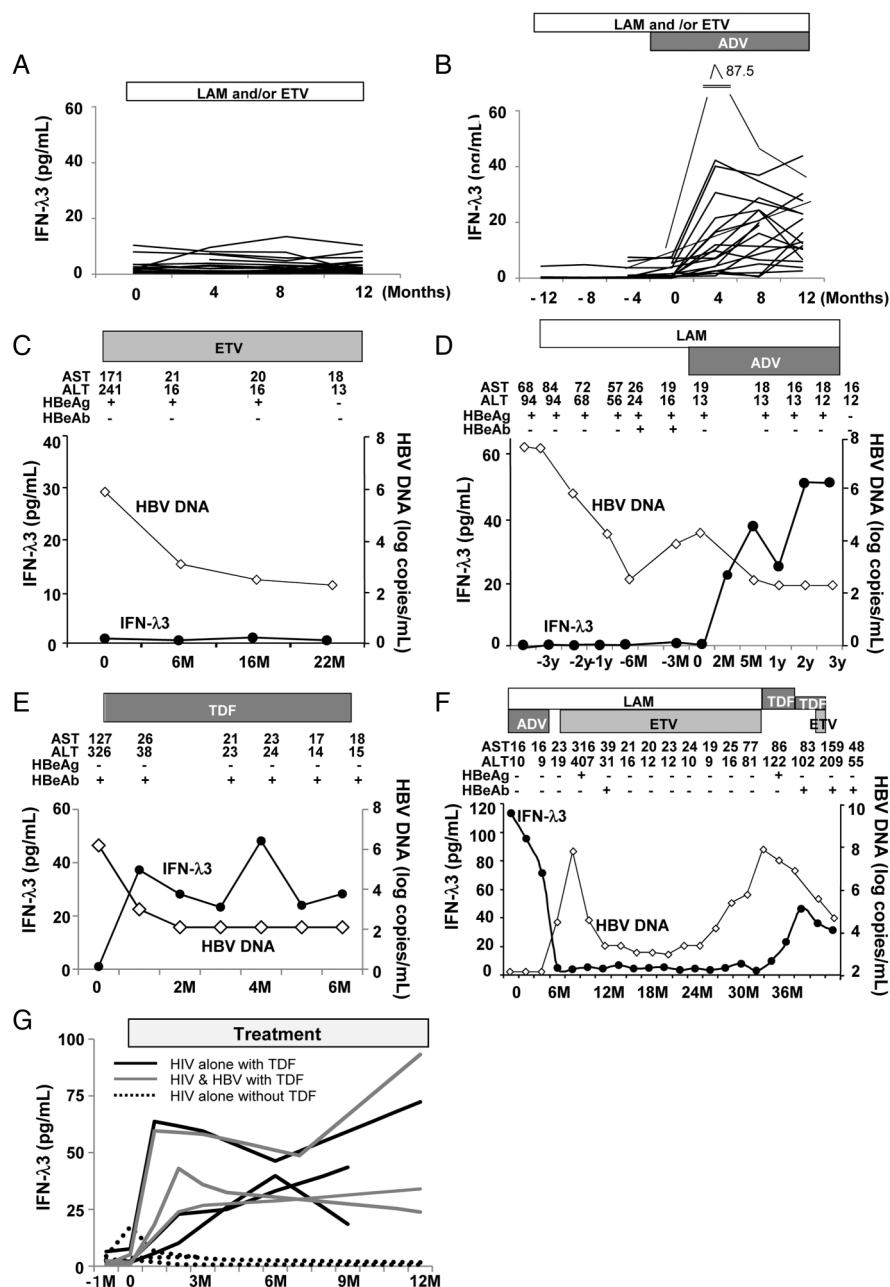 A
LAM and/or ETV
IFN-λ3 (pg/mL)
60
40
20
0
0 4 8 12 (Months)
B
LAM and /or ETV
ADV
87.5
IFN-λ3 (pg/mL)
60
40
20
0
-12 -8 -4 0 4 8 12 (Months)
C
ETV
AST 171 21 20 18
ALT 241 16 16 13
HBeAg + + + -
HBeAb - - - -
IFN-λ3 (pg/mL)
40
30
20
10
0
HBV DNA
IFN-λ3
HBV DNA (log copies/mL)
8
6
4
2
0
0 6M 16M 22M
D
LAM
ADV
AST 68 84 72 57 26 19 19 18 16 18 16
ALT 94 94 68 56 24 16 13 13 13 12 12
HBeAg + + + + - + - + + + -
HBeAb - - - - + + - - - - -
IFN-λ3 (pg/mL)
60
40
20
0
HBV DNA
IFN-λ3
HBV DNA (log copies/mL)
8
6
4
2
0
-3y -2y -1y -6M -3M 0 2M 5M 1y 2y 3y
E
TDF
AST 127 26 21 23 17 18
ALT 326 38 23 24 14 15
HBeAg + - - - - -
HBeAb - + + + + +
IFN-λ3 (pg/mL)
60
40
20
0
IFN-λ3
HBV DNA
HBV DNA (log copies/mL)
8
6
4
2
0
0 2M 4M 6M
F
LAM
TDF
TDF
ADV
ETV
ETV
AST 16 16 23 316 39 21 20 23 24 19 25 77 86 83 159 48
ALT 10 9 19 407 31 16 12 12 10 9 16 81 122 102 209 55
HBeAg - - - + - - - - - - - - + - - -
HBeAb - - - - + - - - - - - - - + + +
IFN-λ3 (pg/mL)
120
100
80
60
40
20
0
IFN-λ3
HBV DNA
HBV DNA (log copies/mL)
10
8
6
4
2
0 6M 12M 18M 24M 30M 36M
G
Treatment
IFN-λ3 (pg/mL)
100
75
50
25
0
HIV alone with TDF
HIV & HBV with TDF
HIV alone without TDF
-1M 0 3M 6M 9M 12M